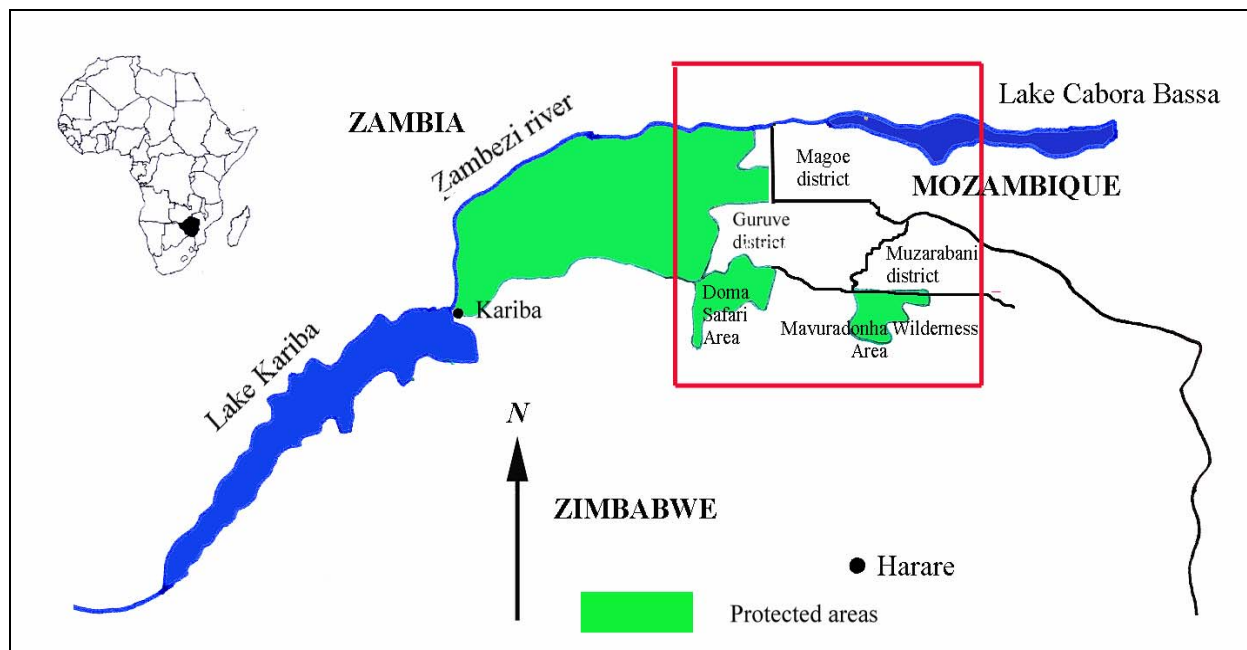 Lake Cabora Bassa
ZAMBIA
Zambezi river
Magoe
district
MOZAMBIQUE
Guruve
district
Muzarabani
district
Doma
Safari
Area
Mavuradonha Wilderness
Area
Kariba
Lake Kariba
N
ZIMBABWE
Harare
Protected areas